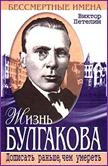 БЕССМЕРТНЫЕ ИМЕНА
Виктор
Петелин
Жизнь
БУЛГАКОВА
Дописать раньше, чем умереть